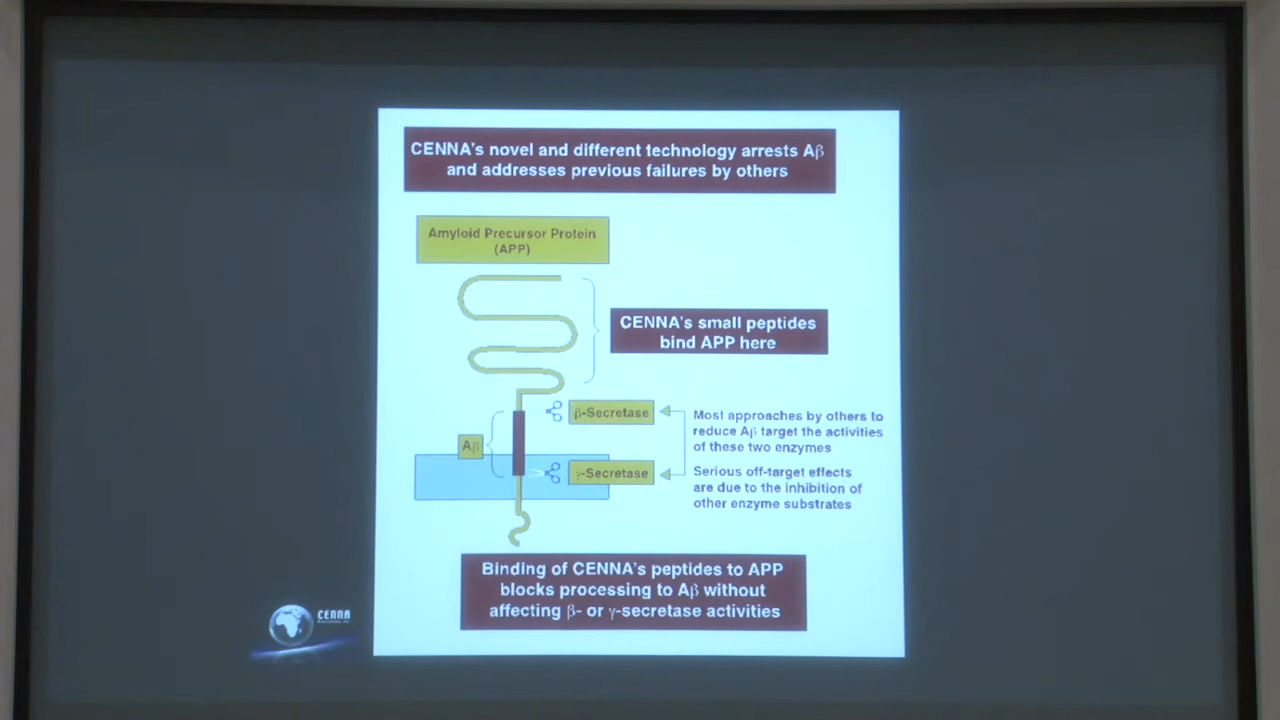 CENNA's novel and different technology arrests Aβ
and addresses previous failures by others
Amyloid Precursor Protein
(APP)
CENNA's small peptides
bind APP here
β-Secretase
Most approaches by others to
reduce Aβ target the activities
of these two enzymes
Aβ
γ-Secretase
Serious off-target effects
are due to the inhibition of
other enzyme substrates
Binding of CENNA's peptides to APP
blocks processing to Aβ without
affecting β- or γ-secretase activities
CENNA